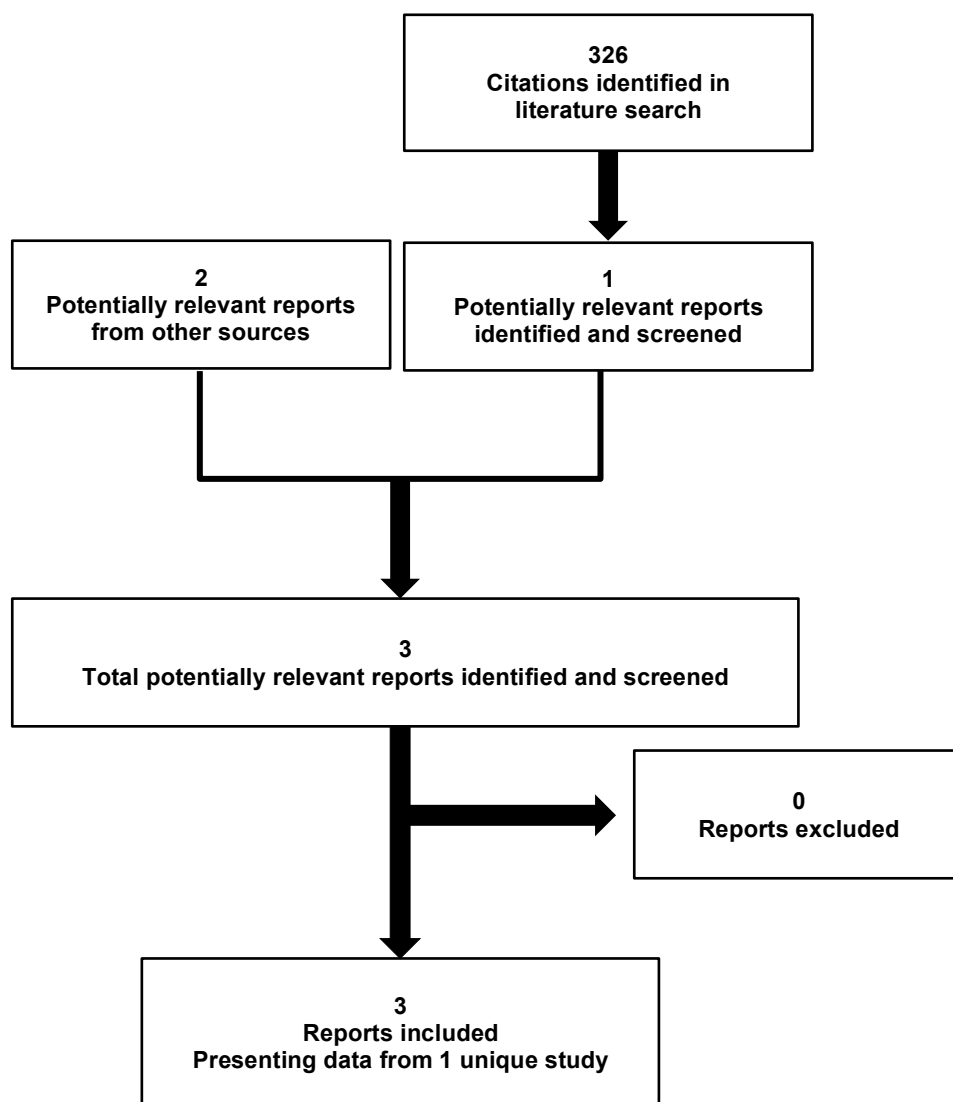 326
Citations identified in
literature search
2
Potentially relevant reports
from other sources
1
Potentially relevant reports
identified and screened
3
Total potentially relevant reports identified and screened
0
Reports excluded
3
Reports included
Presenting data from 1 unique study